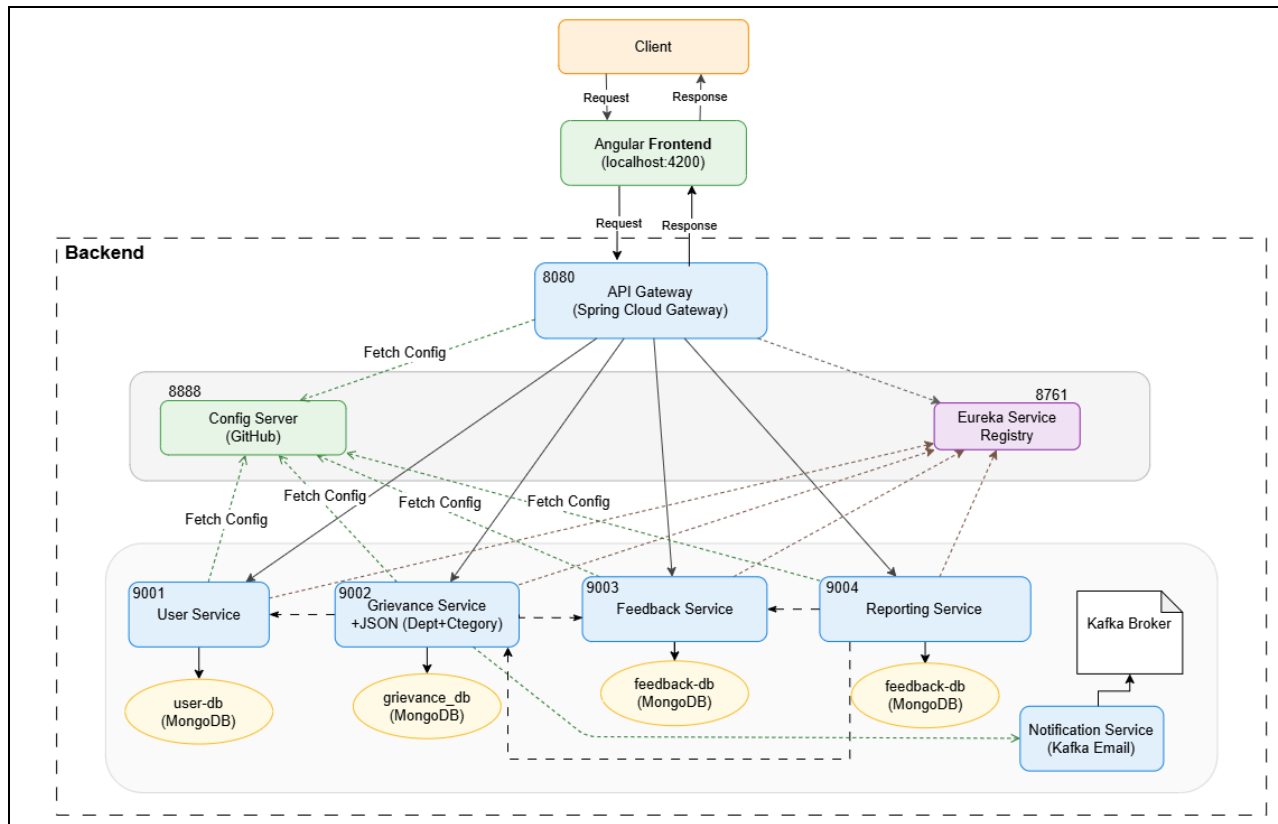 Client
Request
Response
Angular Frontend
(localhost:4200)
Request
Response
Backend
8080
API Gateway
(Spring Cloud Gateway)
Fetch Config
8888
Config Server
(GitHub)
8761
Eureka Service
Registry
Fetch Config
Fetch Config
Fetch Config
Fetch Config
9001
User Service
9002
Grievance Service
+JSON (Dept+Ctegory)
9003
Feedback Service
9004
Reporting Service
Kafka Broker
user-db
(MongoDB)
grievance_db
(MongoDB)
feedback-db
(MongoDB)
feedback-db
(MongoDB)
Notification Service
(Kafka Email)